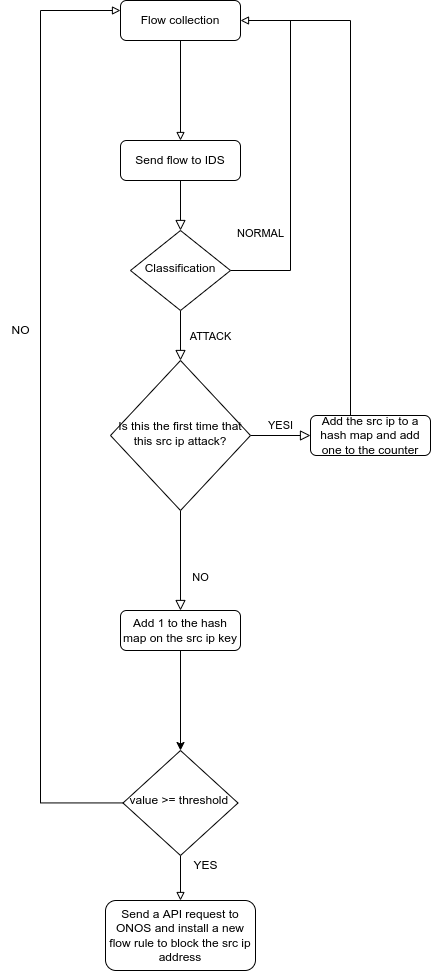 Flow collection
Send flow to IDS
NORMAL
Classification
NO
ATTACK
Is this the first time that
this src ip attack?
YESI
Add the src ip to a
hash map and add
one to the counter
NO
Add 1 to the hash
map on the src ip key
value >= threshold
YES
Send a API request to
ONOS and install a new
flow rule to block the src ip
address